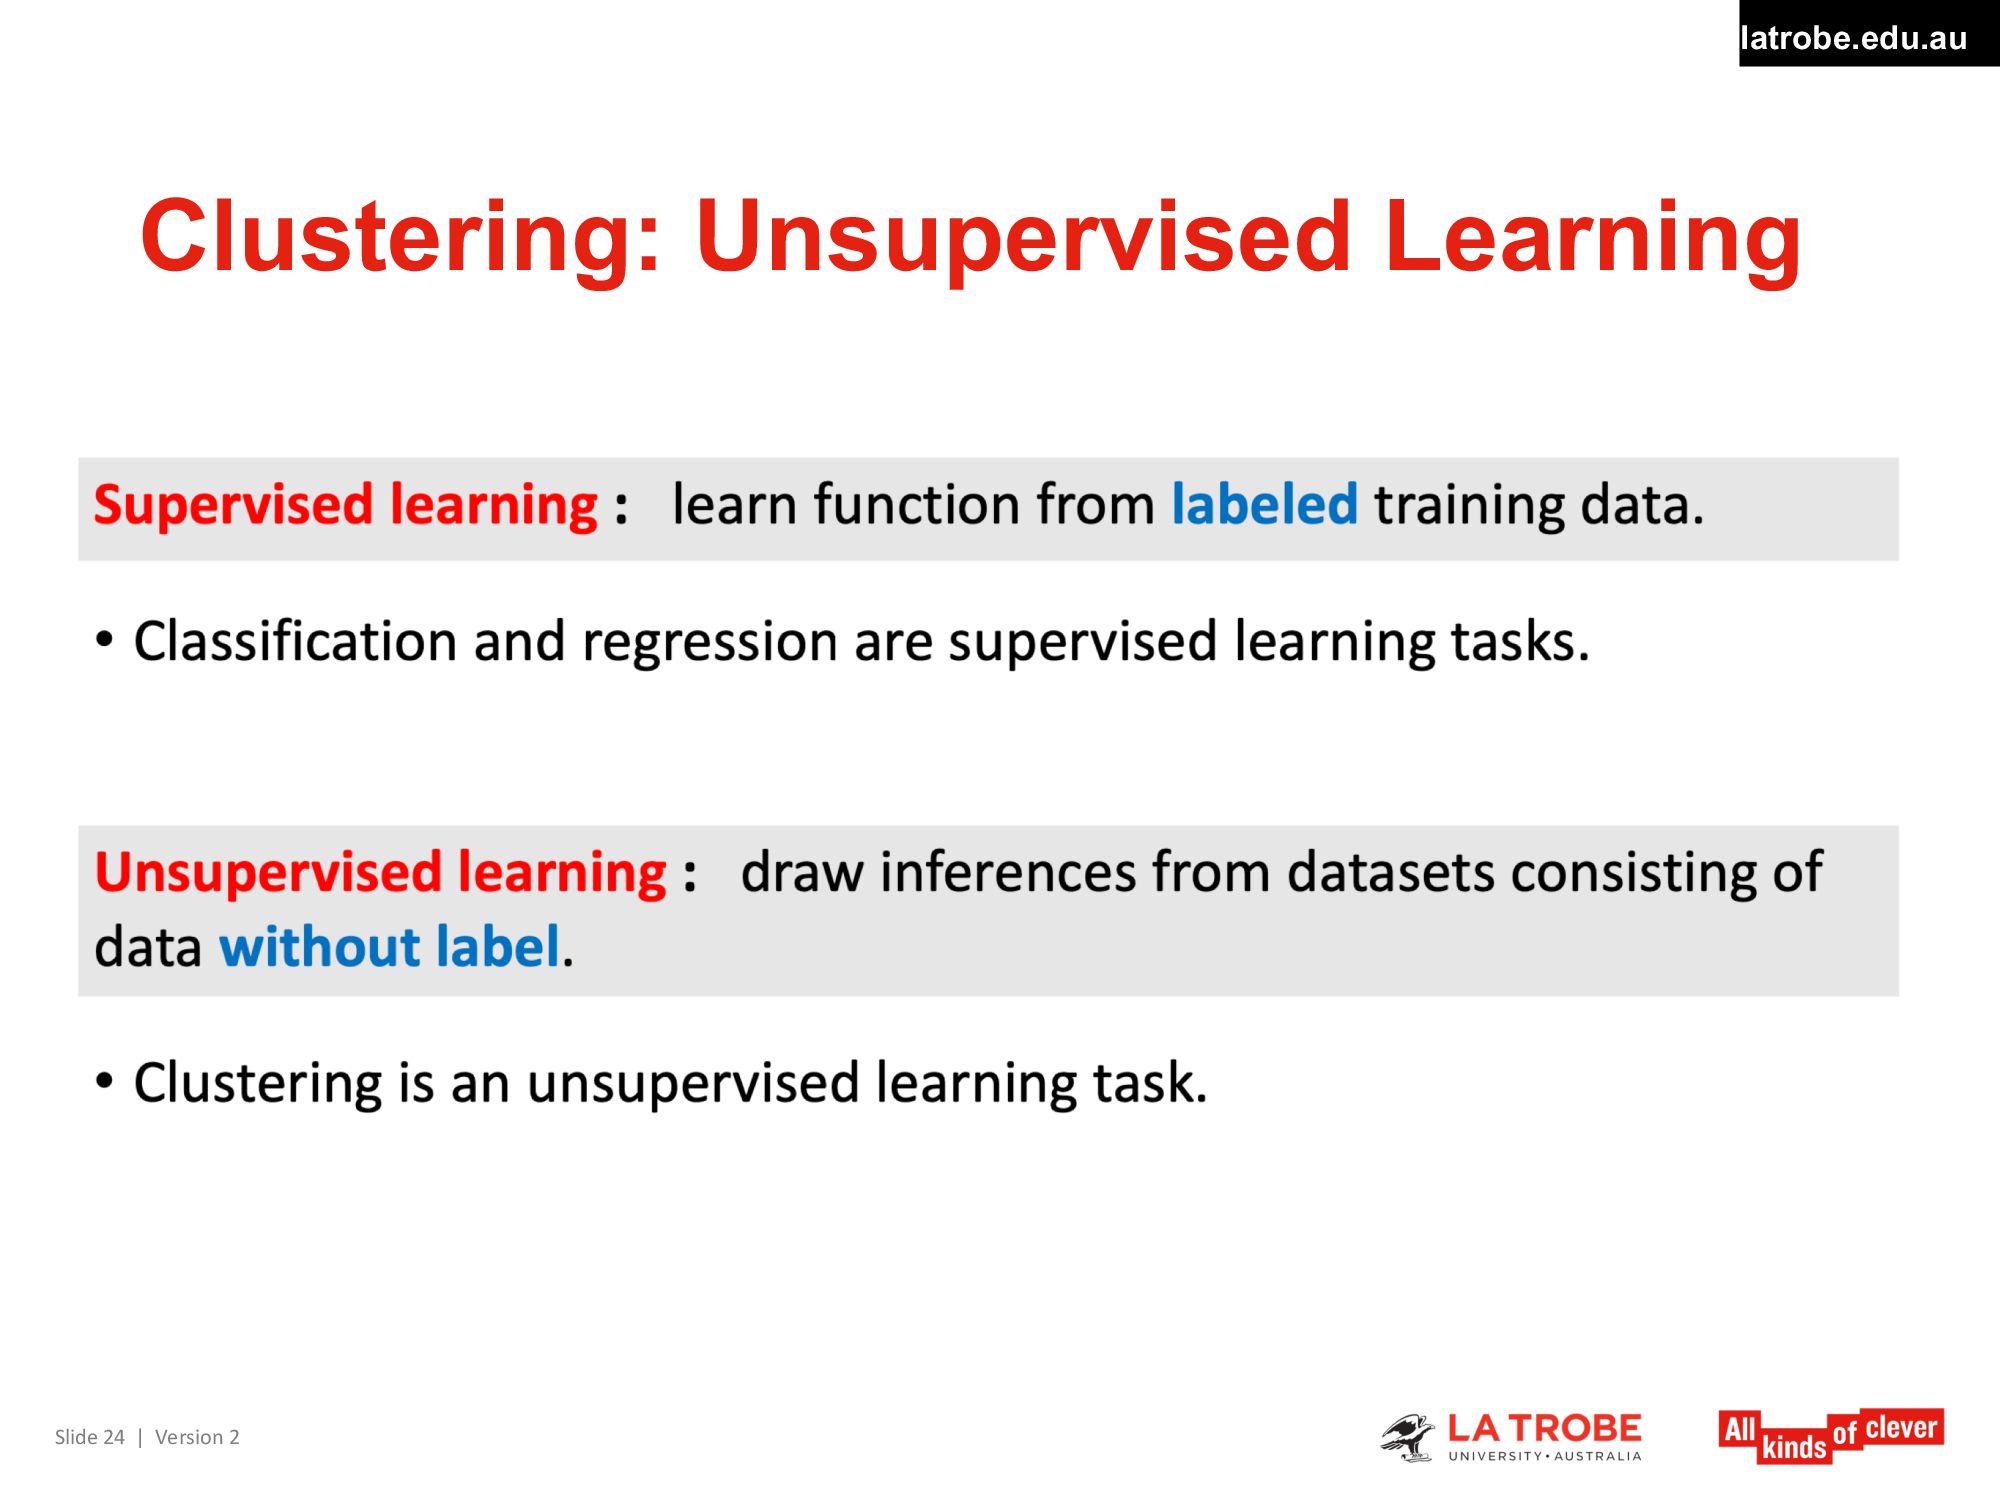 latrobe.edu.au
Clustering: Unsupervised Learning
Supervised learning : learn function from labeled training data.
• Classification and regression are supervised learning tasks.
Unsupervised learning : draw inferences from datasets consisting of
data without label.
• Clustering is an unsupervised learning task.
Slide 24 | Version 2
LA TROBE
UNIVERSITY • AUSTRALIA
All kinds of clever